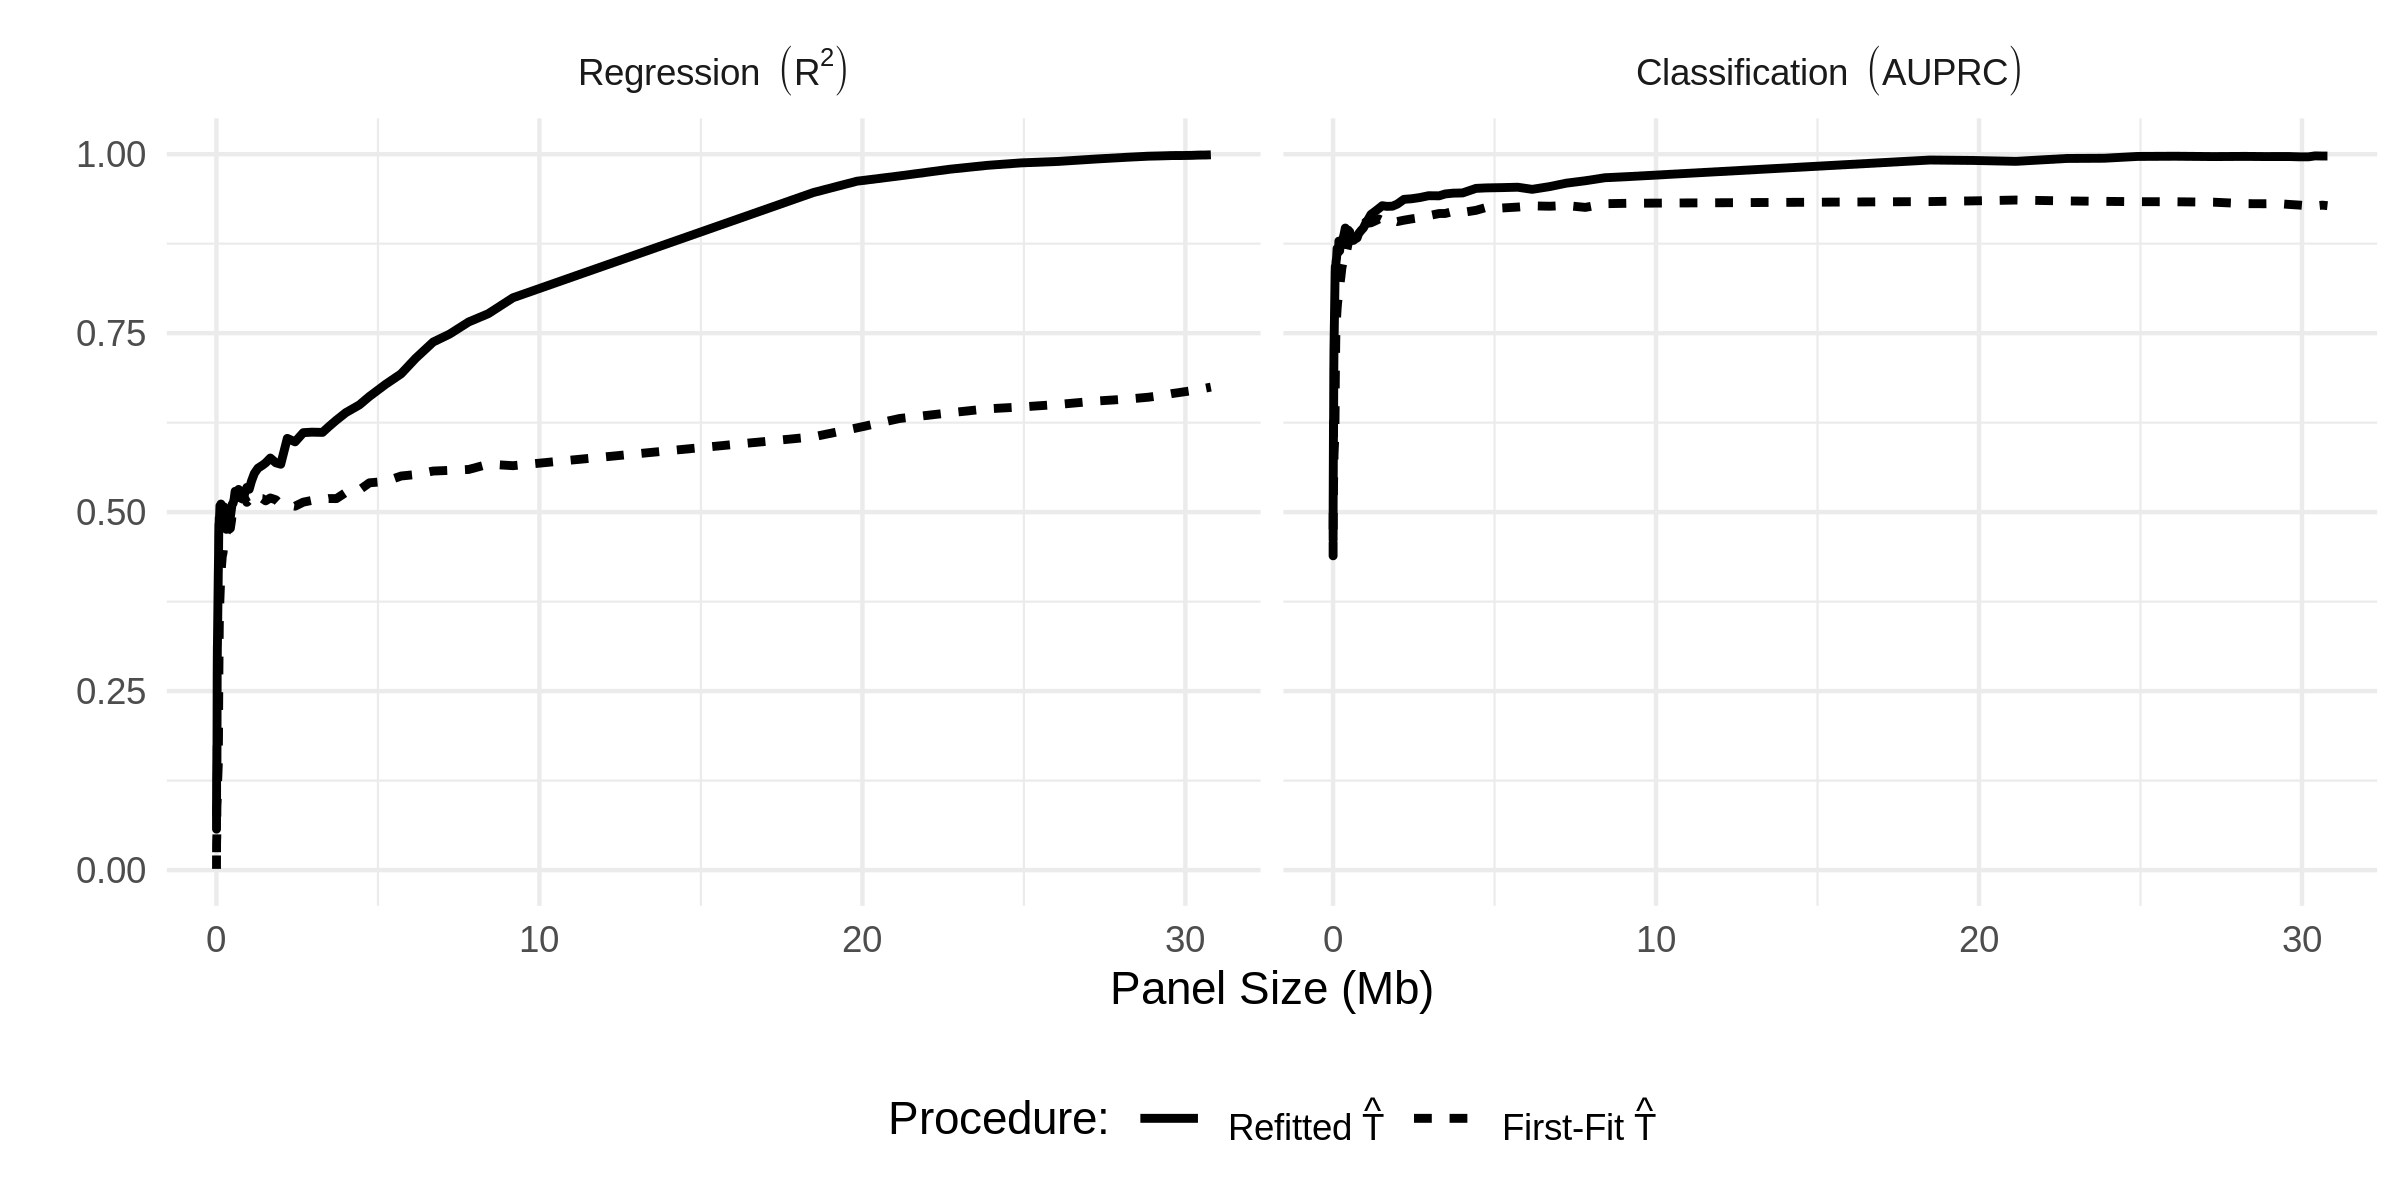 Regression (R²)
Classification (AUPRC)
1.00
0.75
0.50
0.25
0.00
0 10 20 30
0 10 20 30
Panel Size (Mb)
Procedure: Refitted T̂ First-Fit T̂